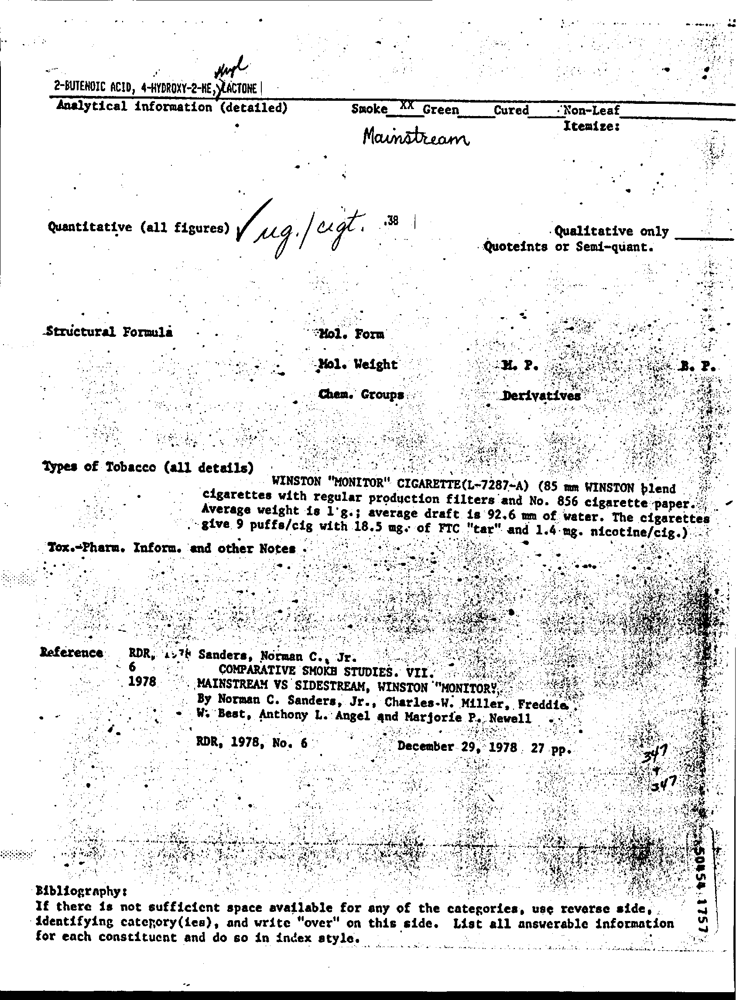 2-BUTENOIC ACID, 4-HYDROXY-2-ME, LACTONE
Analytical information (detailed) Smoke XX Green Cured Non-Leaf
Itemize:
Mainstream
Quantitative (all figures) ug./cigt. .38
Qualitative only
Quoteints or Semi-quant.
Structural Formula Mol. Form
Mol. Weight M. P. B. P.
Chem. Groups Derivatives
Types of Tobacco (all details)
WINSTON "MONITOR" CIGARETTE(L-7287-A) (85 mm WINSTON blend
cigarettes with regular production filters and No. 856 cigarette paper.
Average weight is 1 g.; average draft is 92.6 mm of water. The cigarettes
give 9 puffs/cig with 18.5 mg. of FTC "tar" and 1.4 mg. nicotine/cig.)
Tox.-Pharm. Inform. and other Notes
Reference RDR, Sanders, Norman C., Jr.
6 COMPARATIVE SMOKE STUDIES. VII.
1978 MAINSTREAM VS SIDESTREAM, WINSTON "MONITOR".
By Norman C. Sanders, Jr., Charles W. Miller, Freddie
W. Best, Anthony L. Angel and Marjorie P. Newell
RDR, 1978, No. 6 December 29, 1978 27 pp.
347
+
347
50854 1757
Bibliography:
If there is not sufficient space available for any of the categories, use reverse side,
identifying category(ies), and write "over" on this side. List all answerable information
for each constituent and do so in index style.